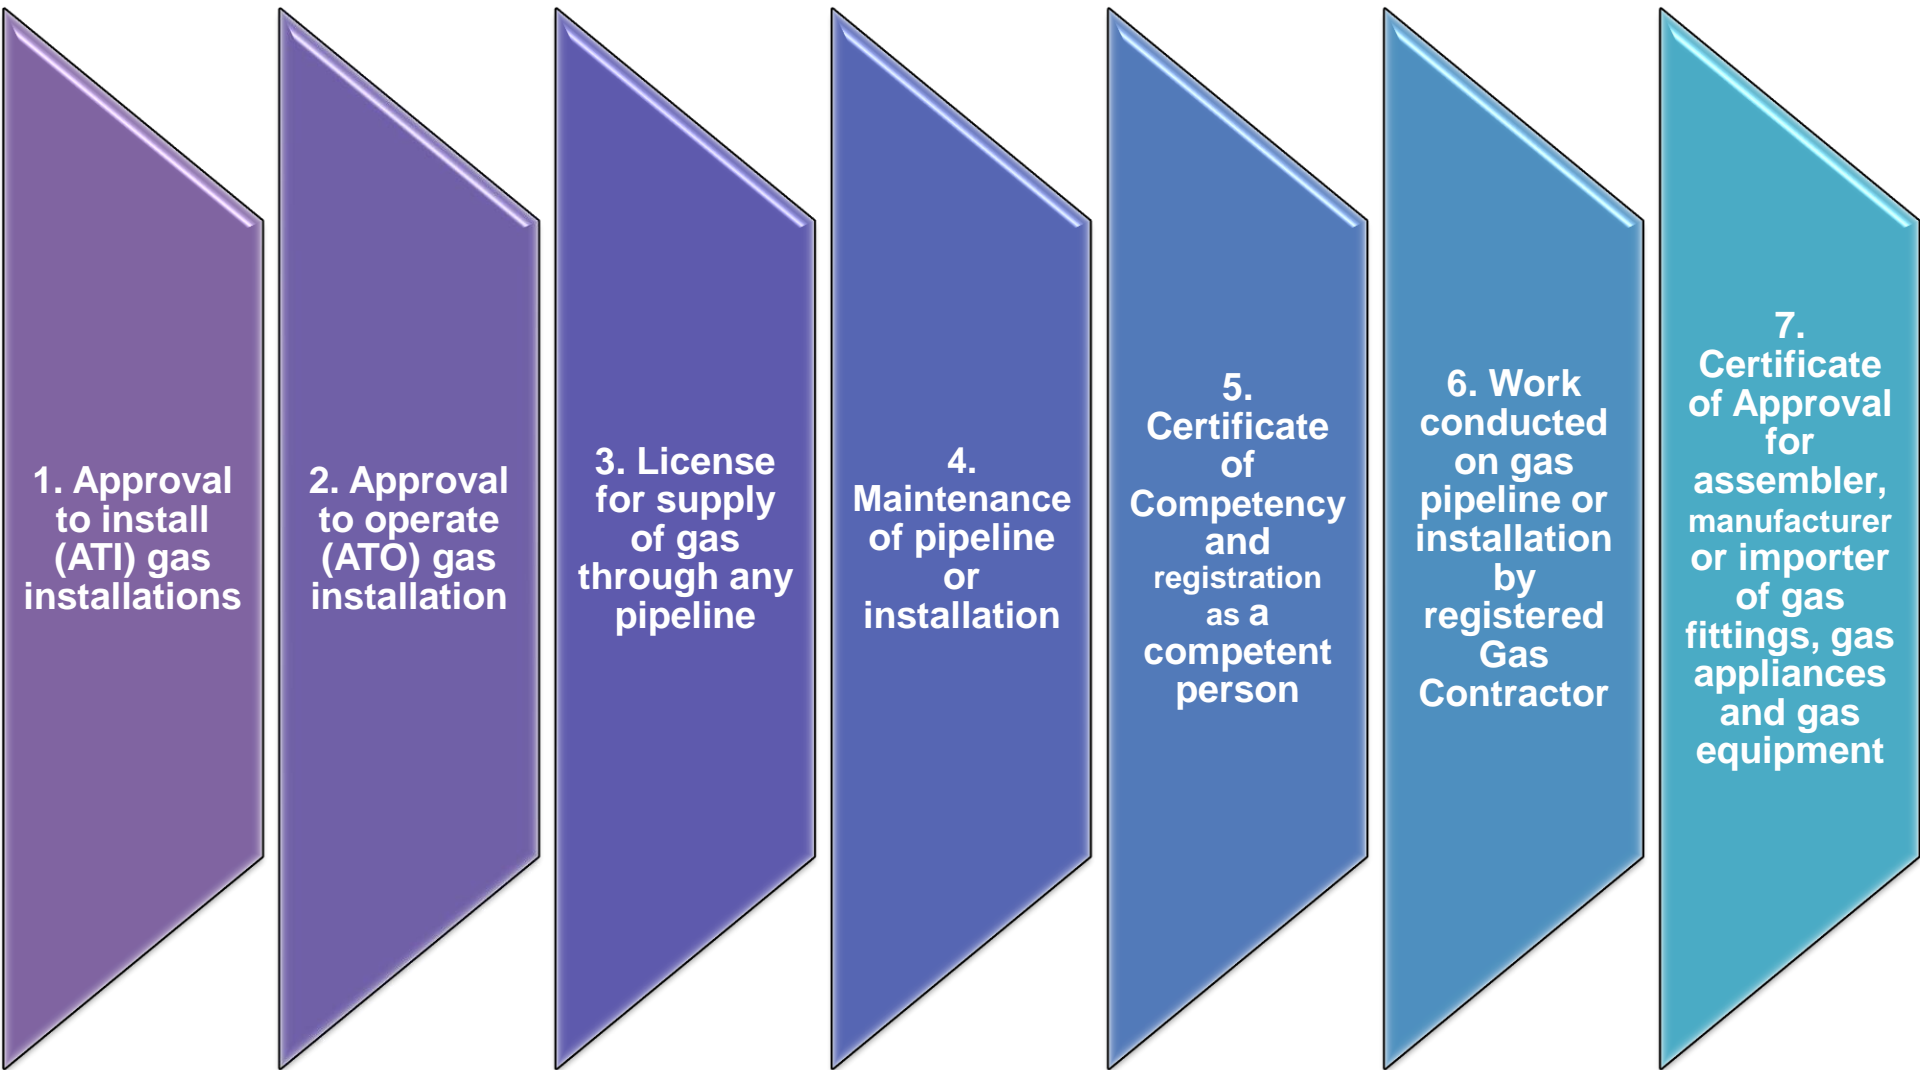 1. Approval
to install
(ATI) gas
installations
2. Approval
to operate
(ATO) gas
installation
3. License
for supply
of gas
through any
pipeline
4.
Maintenance
of pipeline
or
installation
5.
Certificate
of
Competency
and
registration
as a
competent
person
6. Work
conducted
on gas
pipeline or
installation
by
registered
Gas
Contractor
7.
Certificate
of Approval
for
assembler,
manufacturer
or importer
of gas
fittings, gas
appliances
and gas
equipment